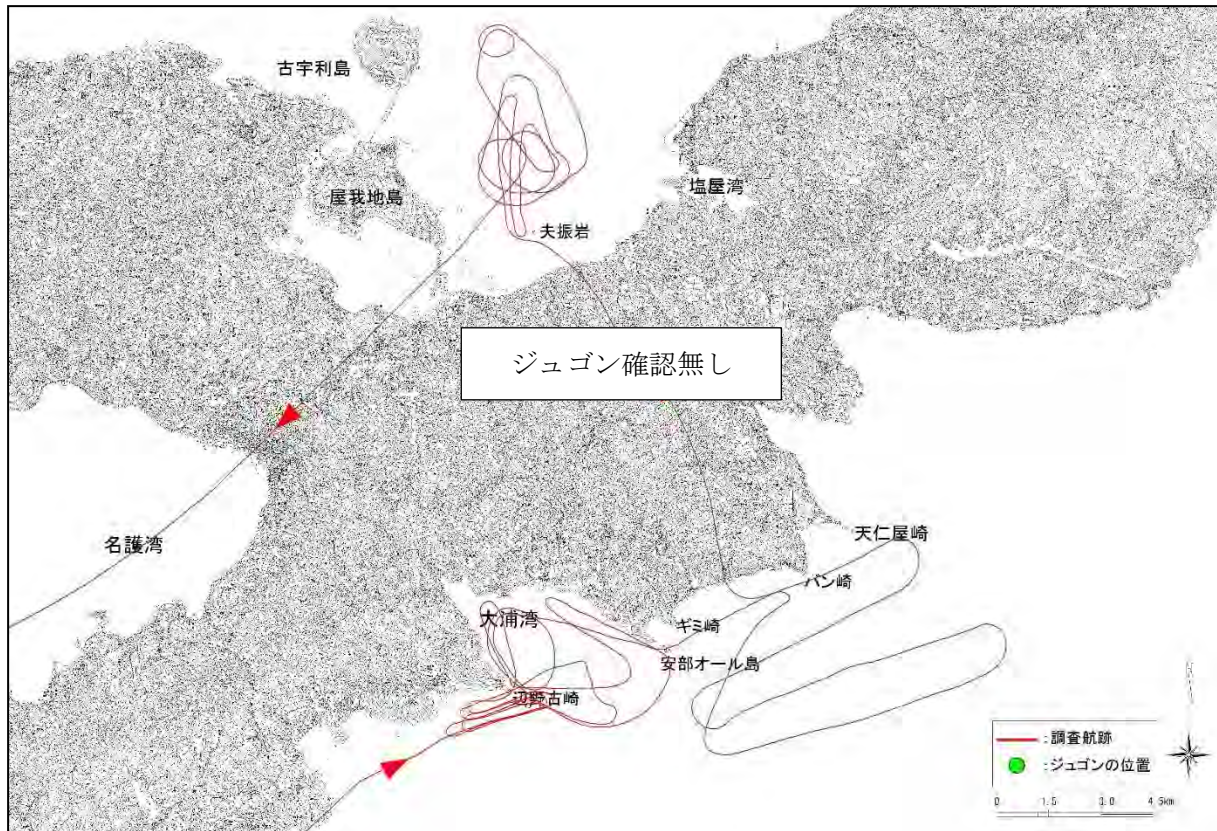 古宇利島
屋我地島
塩屋湾
夫振岩
ジュゴン確認無し
天仁屋崎
名護湾
バン崎
大浦湾
ギミ崎
安部オール島
辺野古崎
:調査航跡
:ジュゴンの位置
0 1.5 3.0 4.5km